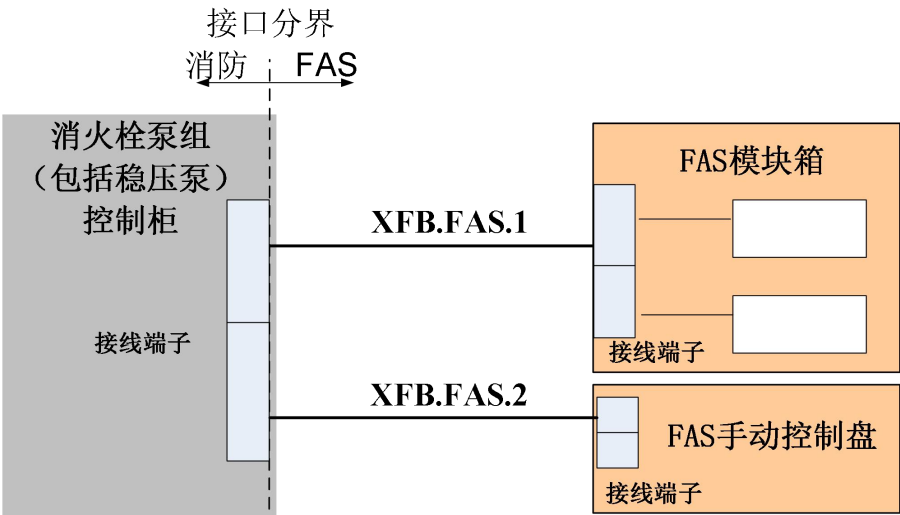 接口分界
消防 FAS
消火栓泵组
（包括稳压泵）
控制柜
接线端子
XFB.FAS.1
XFB.FAS.2
FAS模块箱
接线端子
FAS手动控制盘
接线端子